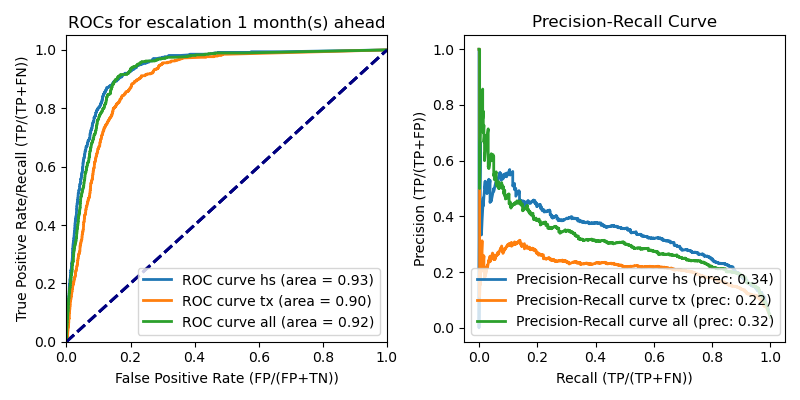 ROCs for escalation 1 month(s) ahead
True Positive Rate/Recall (TP/(TP+FN))
1.0
0.8
0.6
0.4
0.2
0.0
ROC curve hs (area = 0.93)
ROC curve tx (area = 0.90)
ROC curve all (area = 0.92)
0.0 0.2 0.4 0.6 0.8 1.0
False Positive Rate (FP/(FP+TN))
Precision-Recall Curve
Precision (TP/(TP+FP))
1.0
0.8
0.6
0.4
0.2
0.0
Precision-Recall curve hs (prec: 0.34)
Precision-Recall curve tx (prec: 0.22)
Precision-Recall curve all (prec: 0.32)
0.0 0.2 0.4 0.6 0.8 1.0
Recall (TP/(TP+FN))